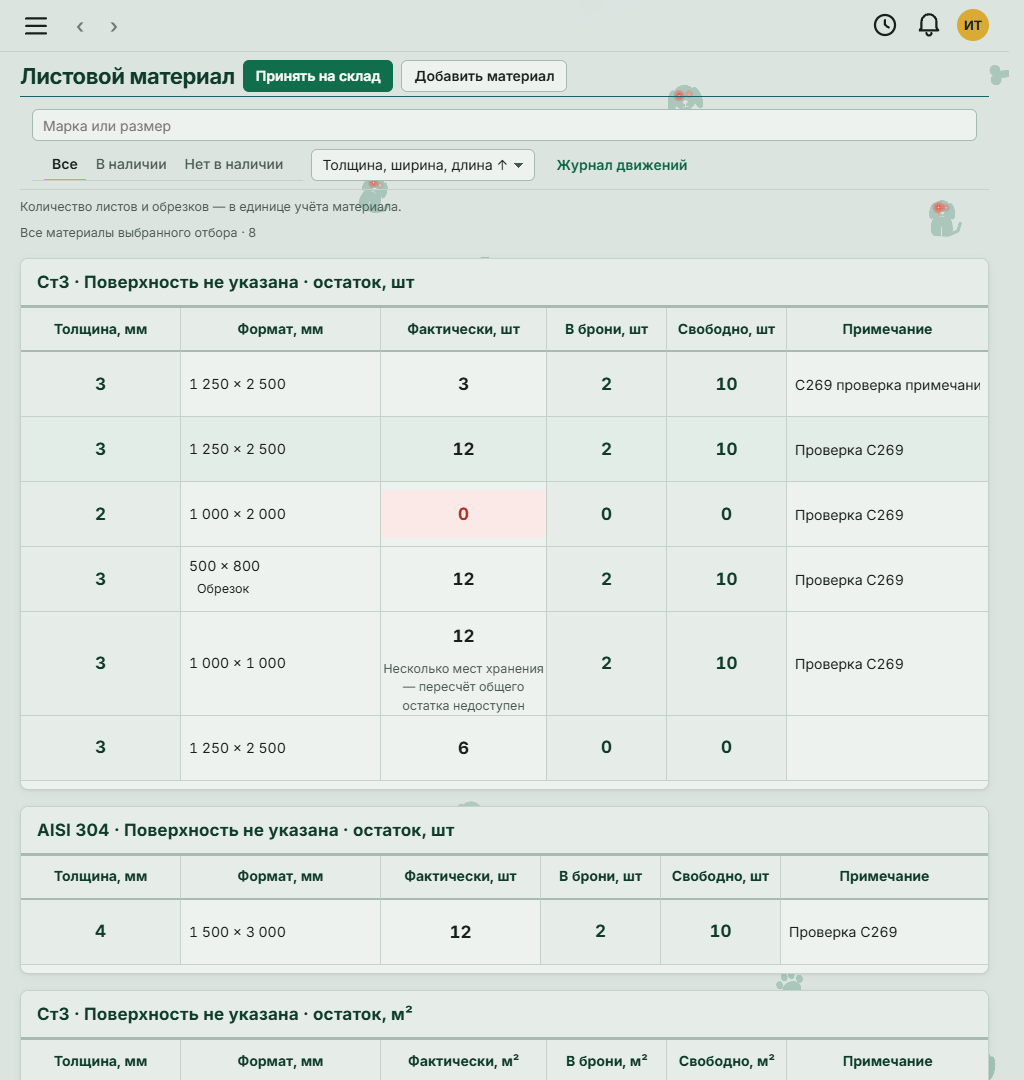 ‹ ›
ИТ
Листовой материал Принять на склад Добавить материал
Марка или размер
Все В наличии Нет в наличии Толщина, ширина, длина ↑ Журнал движений
Количество листов и обрезков — в единице учёта материала.
Все материалы выбранного отбора · 8
Ст3 · Поверхность не указана · остаток, шт
Толщина, мм Формат, мм Фактически, шт В брони, шт Свободно, шт Примечание
3 1 250 × 2 500 3 2 10 С269 проверка примечани
3 1 250 × 2 500 12 2 10 Проверка С269
2 1 000 × 2 000 0 0 0 Проверка С269
3 500 × 800 12 2 10 Проверка С269
Обрезок
3 1 000 × 1 000 12 2 10 Проверка С269
Несколько мест хранения
— пересчёт общего
остатка недоступен
3 1 250 × 2 500 6 0 0
AISI 304 · Поверхность не указана · остаток, шт
Толщина, мм Формат, мм Фактически, шт В брони, шт Свободно, шт Примечание
4 1 500 × 3 000 12 2 10 Проверка С269
Ст3 · Поверхность не указана · остаток, м²
Толщина, мм Формат, мм Фактически, м² В брони, м² Свободно, м² Примечание